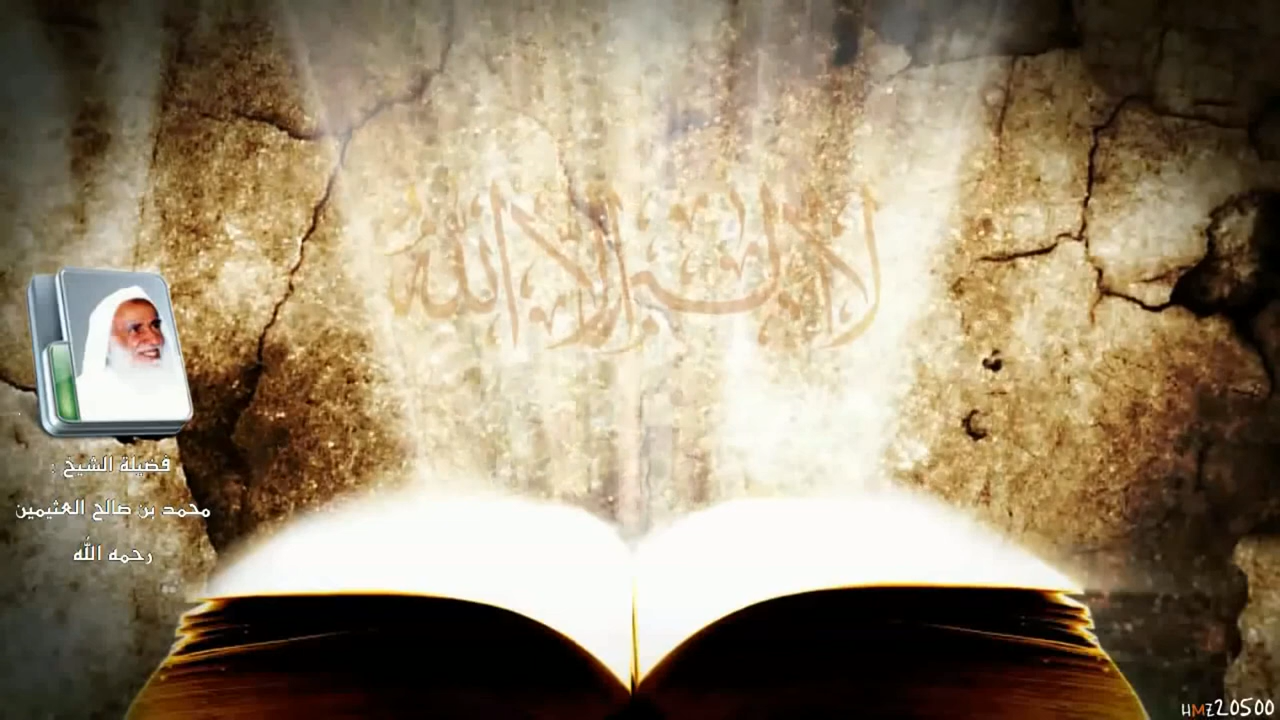 لا إله إلا الله
فضيلة الشيخ :
محمد بن صالح العثيمين
رحمه الله
HMZ20500